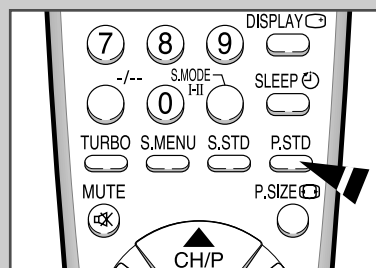 DISPLAY
7 8 9
-/-- S.MODE I-II SLEEP
0
TURBO S.MENU S.STD P.STD
MUTE P.SIZE
CH/P